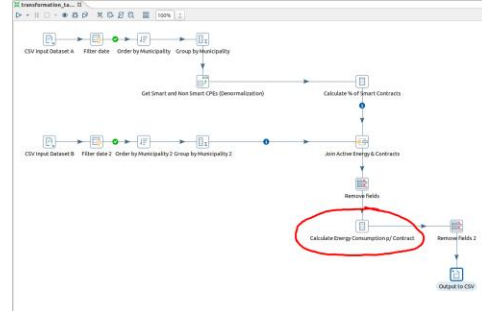 transformation_ta...
100%
CSV Input Dataset A
Filter date
Order by Municipality
Group by Municipality
Get Smart and Non Smart CPEs (Denormalization)
Calculate % of Smart Contracts
CSV Input Dataset B
Filter date 2
Order by Municipality 2
Group by Municipality 2
Join Active Energy & Contracts
Remove fields
Calculate Energy Consumption p/ Contract
Remove fields 2
Output to CSV